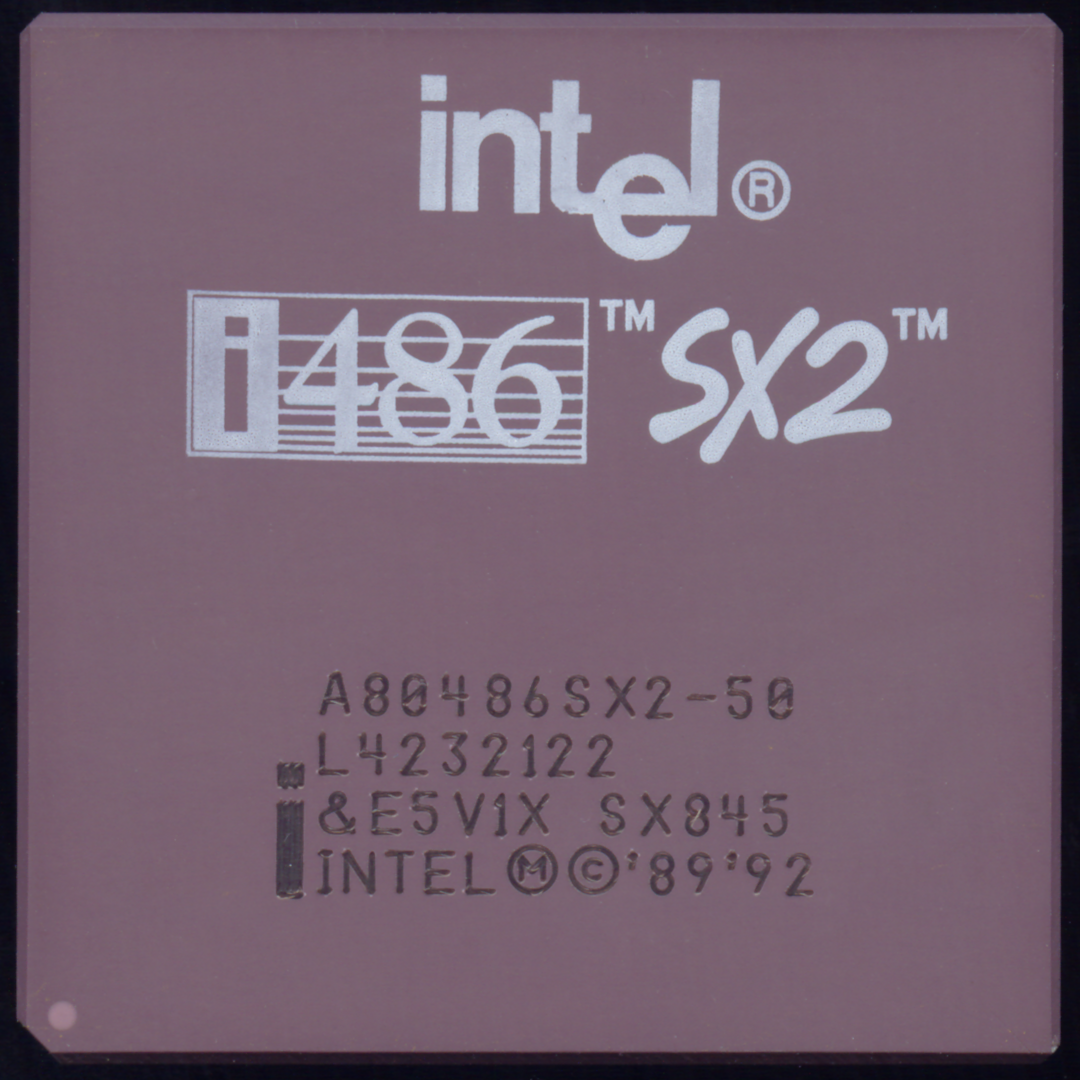 intel®
i486™ SX2™
A80486SX2-50
L4232122
&E5V1X SX845
INTEL Ⓜ © '89 '92